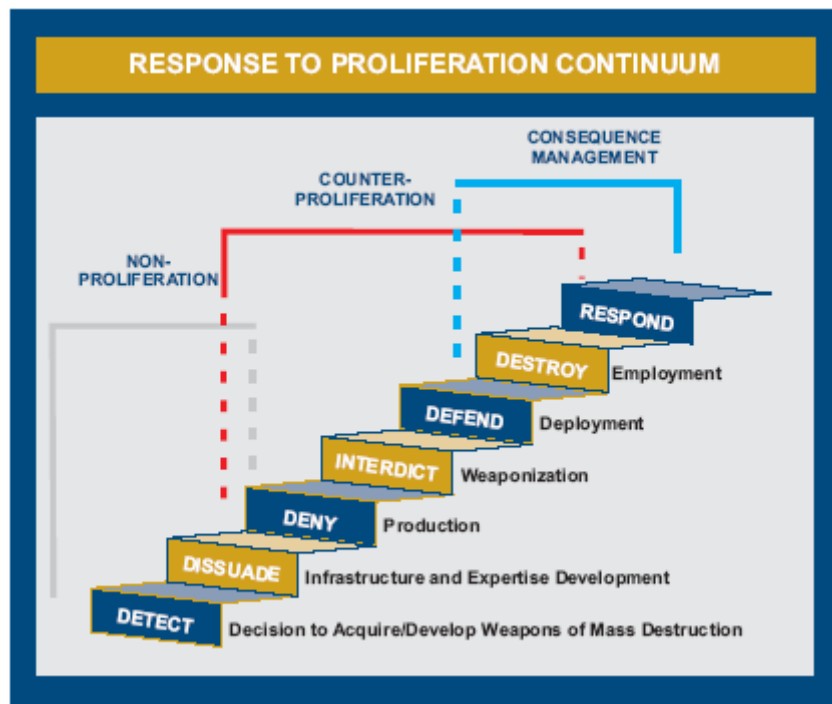 RESPONSE TO PROLIFERATION CONTINUUM
CONSEQUENCE
MANAGEMENT
COUNTER-
PROLIFERATION
NON-
PROLIFERATION
RESPOND
DESTROY
Employment
DEFEND
Deployment
INTERDICT
Weaponization
DENY
Production
DISSUADE
Infrastructure and Expertise Development
DETECT
Decision to Acquire/Develop Weapons of Mass Destruction